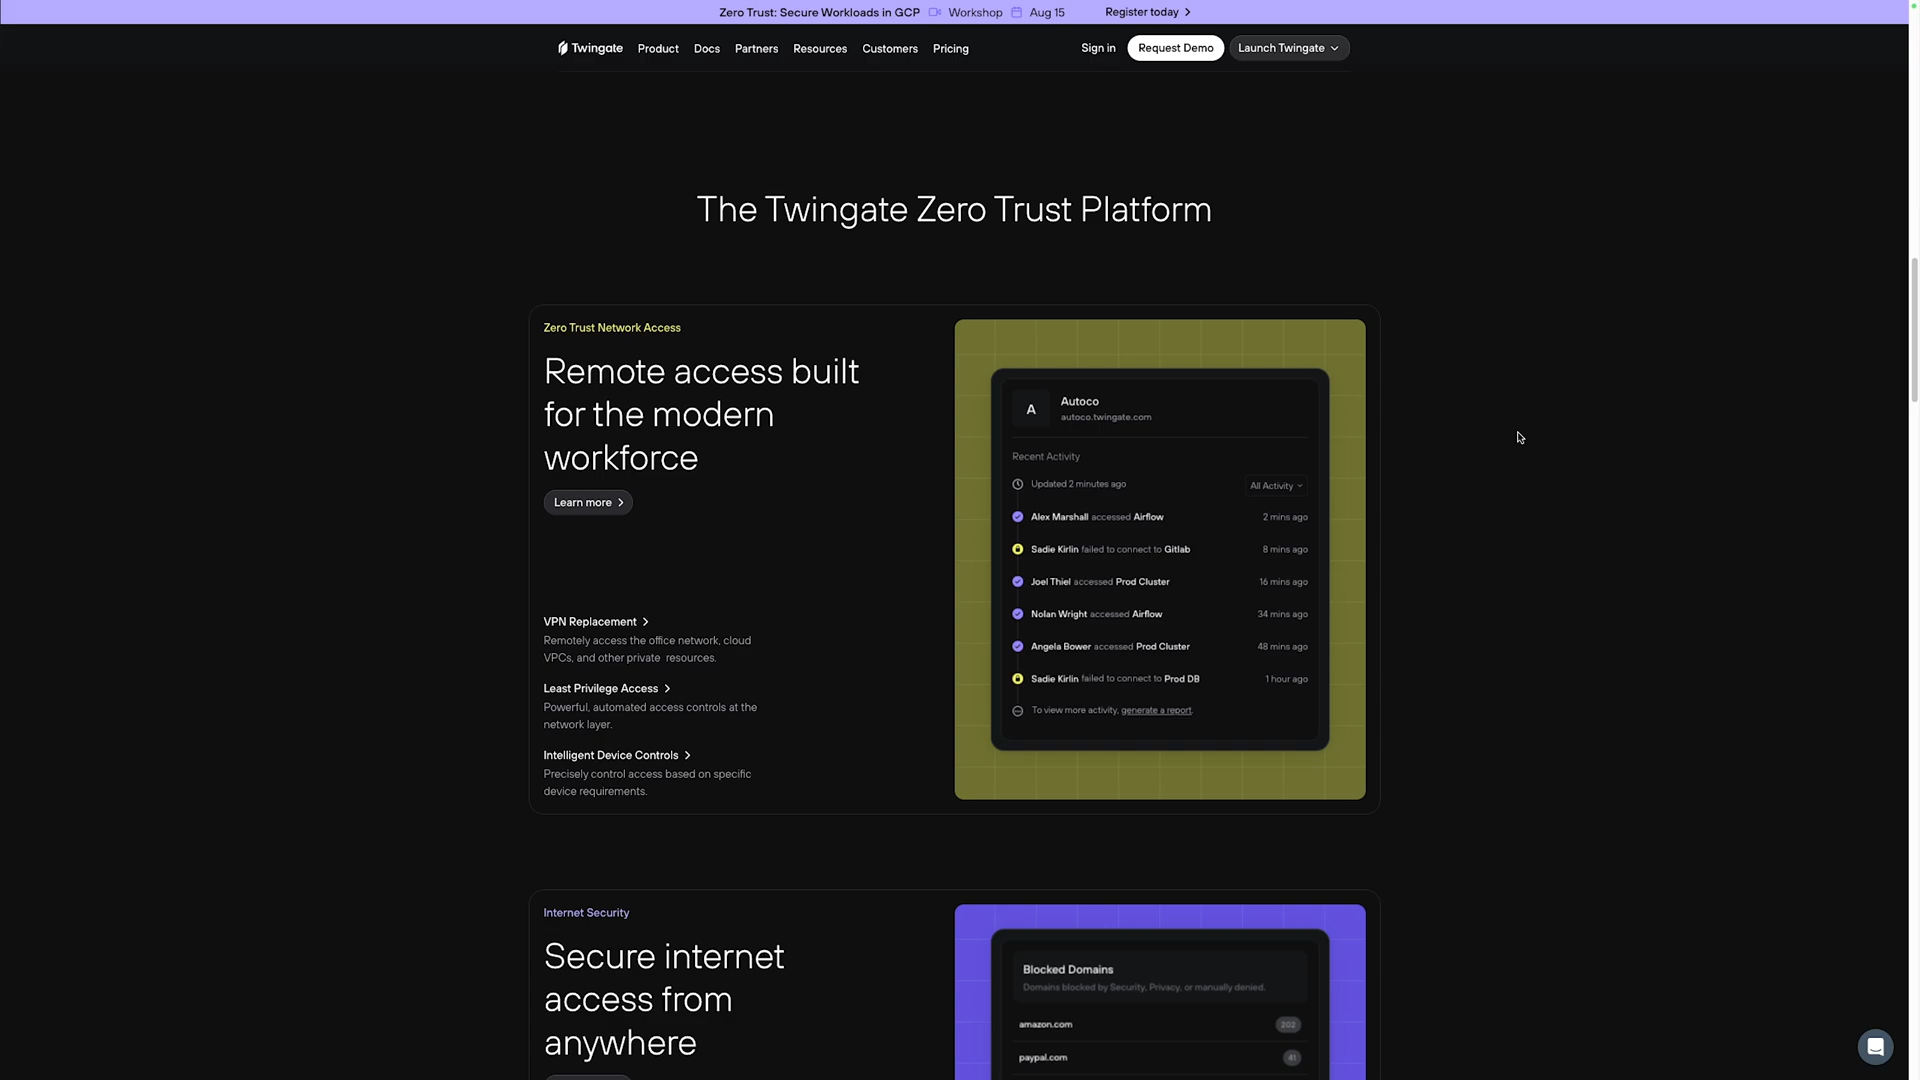 Zero Trust: Secure Workloads in GCP Workshop Aug 15 Register today
Twingate Product Docs Partners Resources Customers Pricing Sign in Request Demo Launch Twingate
The Twingate Zero Trust Platform
Zero Trust Network Access
Remote access built
for the modern
workforce
Learn more
VPN Replacement
Remotely access the office network, cloud
VPCs, and other private resources.
Least Privilege Access
Powerful, automated access controls at the
network layer.
Intelligent Device Controls
Precisely control access based on specific
device requirements.
A
Autoco
autoco.twingate.com
Recent Activity
Updated 2 minutes ago All Activity
Alex Marshall accessed Airflow 2 mins ago
Sadie Kirlin failed to connect to Gitlab 8 mins ago
Joel Thiel accessed Prod Cluster 16 mins ago
Nolan Wright accessed Airflow 34 mins ago
Angela Bower accessed Prod Cluster 48 mins ago
Sadie Kirlin failed to connect to Prod DB 1 hour ago
To view more activity, generate a report.
Internet Security
Secure internet
access from
anywhere
Blocked Domains
Domains blocked by Security, Privacy, or manually denied.
amazon.com 202
paypal.com 41